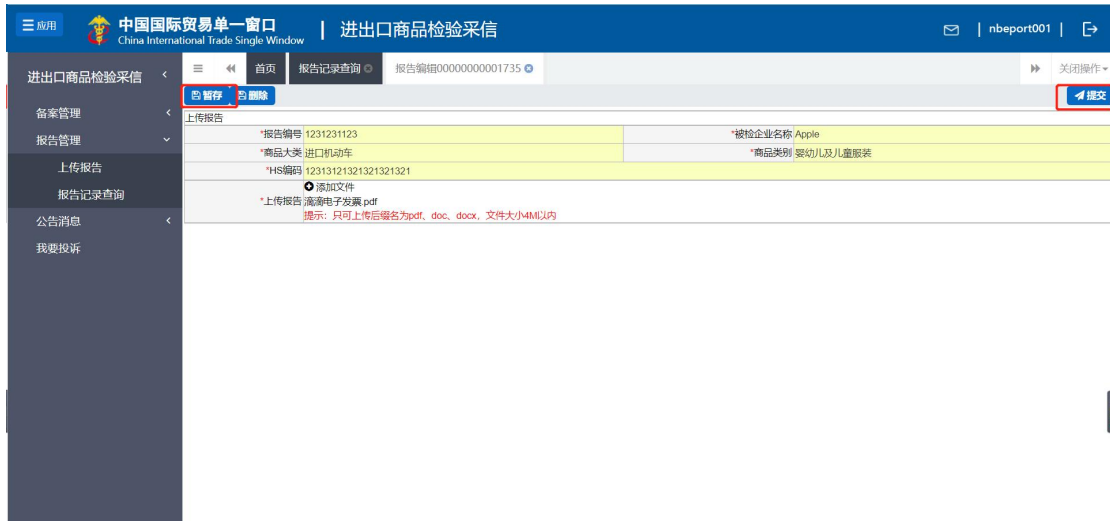 应用
中国国际贸易单一窗口 | 进出口商品检验采信
China International Trade Single Window
| nbeport001 |
进出口商品检验采信
首页 报告记录查询 报告编辑00000000001735 关闭操作
暂存 删除 提交
备案管理
报告管理
上传报告
报告记录查询
公告消息
我要投诉
上传报告
*报告编号 1231231123 *被检企业名称 Apple
*商品大类 进口机动车 *商品类别 婴幼儿及儿童服装
*HS编码 12313121321321321321
添加文件
*上传报告 滴滴电子发票.pdf
提示：只可上传后缀名为pdf、doc、docx，文件大小4M以内